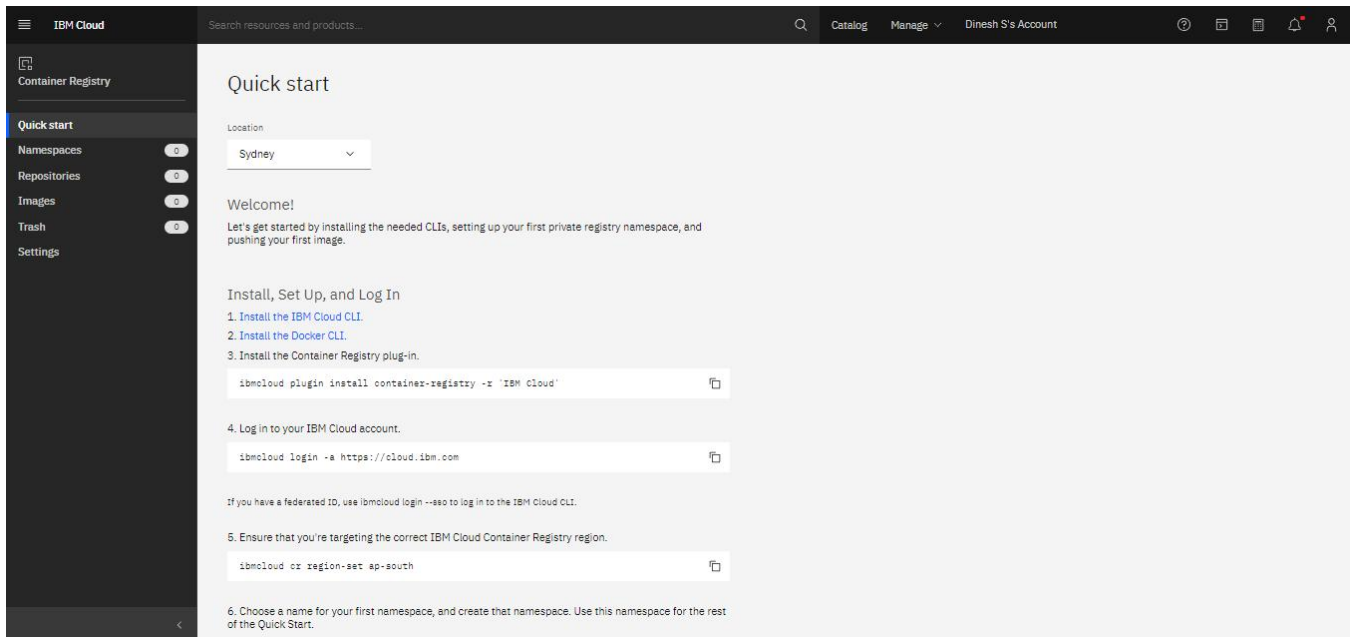 IBM Cloud
Search resources and products...
Catalog
Manage
Dinesh S's Account
Container Registry
Quick start
Namespaces 0
Repositories 0
Images 0
Trash 0
Settings
Quick start
Location
Sydney
Welcome!
Let's get started by installing the needed CLIs, setting up your first private registry namespace, and
pushing your first image.
Install, Set Up, and Log In
1. Install the IBM Cloud CLI.
2. Install the Docker CLI.
3. Install the Container Registry plug-in.
ibmcloud plugin install container-registry -r 'IBM Cloud'
4. Log in to your IBM Cloud account.
ibmcloud login -a https://cloud.ibm.com
If you have a federated ID, use ibmcloud login --sso to log in to the IBM Cloud CLI.
5. Ensure that you're targeting the correct IBM Cloud Container Registry region.
ibmcloud cr region-set ap-south
6. Choose a name for your first namespace, and create that namespace. Use this namespace for the rest
of the Quick Start.